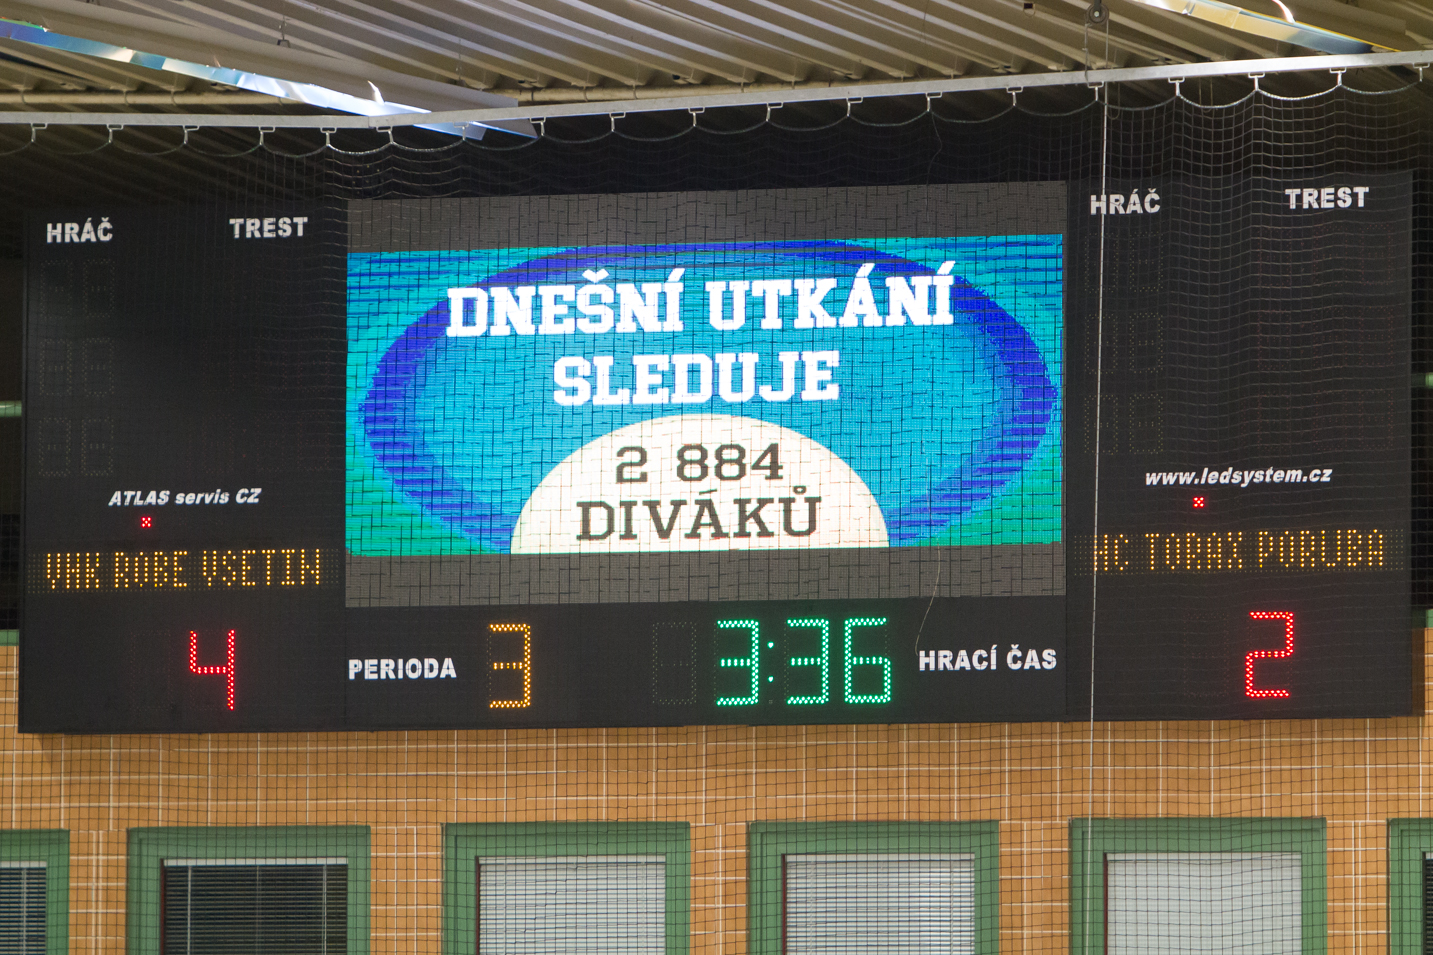 HRÁČ TREST
HRÁČ TREST
DNEŠNÍ UTKÁNÍ
SLEDUJE
2 884
DIVÁKŮ
ATLAS servis CZ
www.ledsystem.cz
VHK ROBE VSETIN
HC TORAX PORUBA
4
PERIODA 3
3:36 HRACÍ ČAS
2